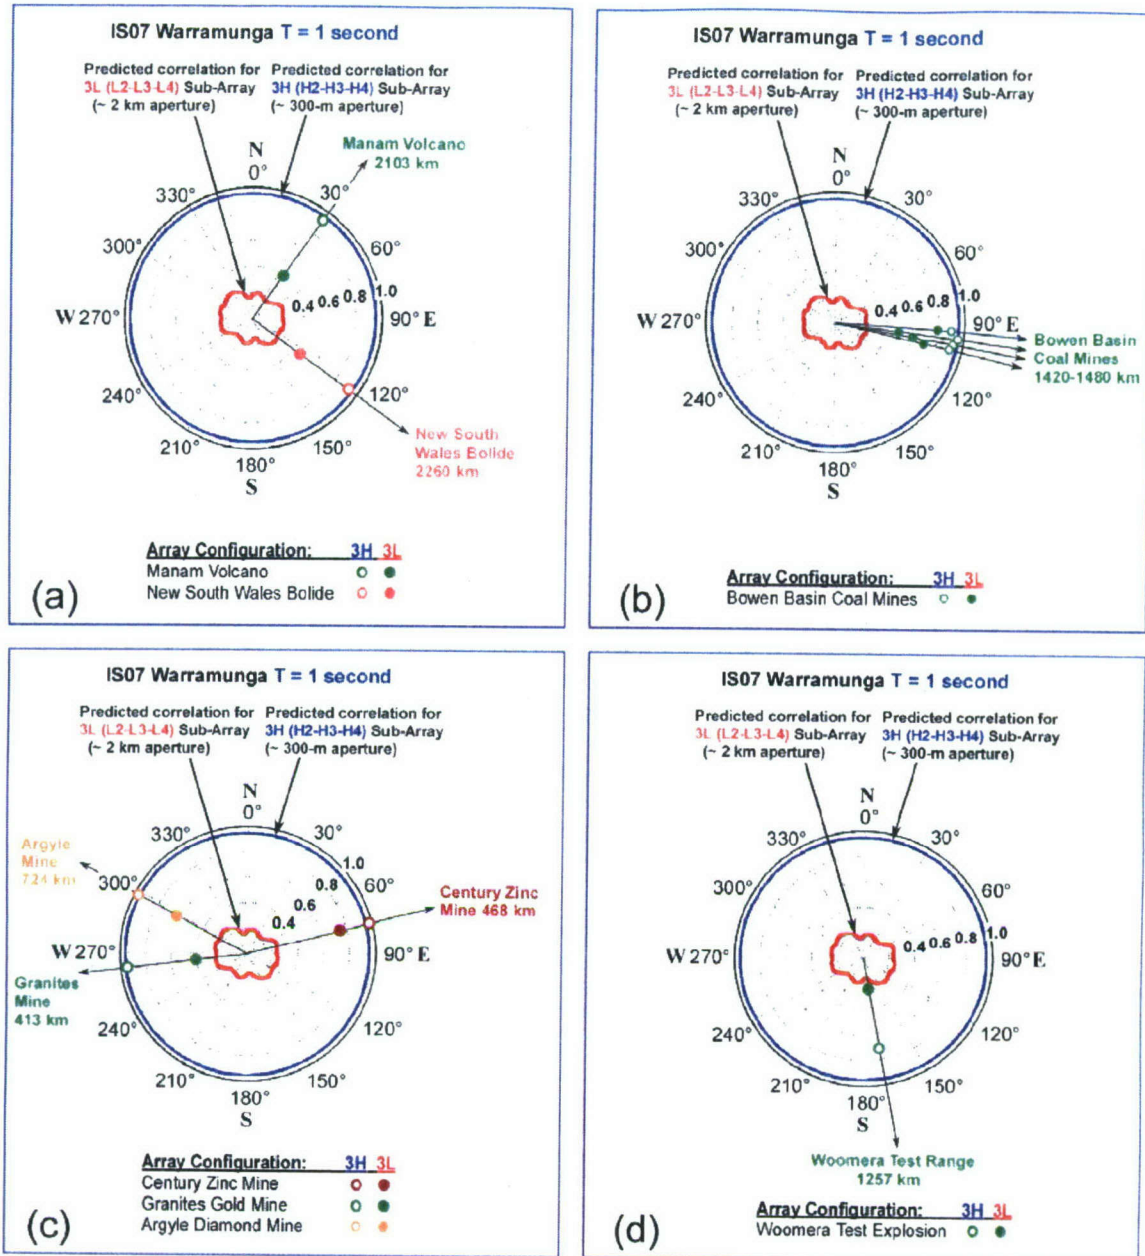 IS07 Warramunga T = 1 second
Predicted correlation for
3L (L2-L3-L4) Sub-Array
(~ 2 km aperture)
Predicted correlation for
3H (H2-H3-H4) Sub-Array
(~ 300-m aperture)
Manam Volcano
2103 km
N
0°
30°
60°
90° E
120°
150°
180°
S
210°
240°
W 270°
300°
330°
0.4 0.6 0.8 1.0
New South
Wales Bolide
2260 km
Array Configuration: 3H 3L
Manam Volcano
New South Wales Bolide
(a)
IS07 Warramunga T = 1 second
Predicted correlation for
3L (L2-L3-L4) Sub-Array
(~ 2 km aperture)
Predicted correlation for
3H (H2-H3-H4) Sub-Array
(~ 300-m aperture)
N
0°
30°
60°
90° E
120°
150°
180°
S
210°
240°
W 270°
300°
330°
0.4 0.6 0.8 1.0
Bowen Basin
Coal Mines
1420-1480 km
Array Configuration: 3H 3L
Bowen Basin Coal Mines
(b)
IS07 Warramunga T = 1 second
Predicted correlation for
3L (L2-L3-L4) Sub-Array
(~ 2 km aperture)
Predicted correlation for
3H (H2-H3-H4) Sub-Array
(~ 300-m aperture)
N
0°
30°
60°
90° E
120°
150°
180°
S
210°
240°
W 270°
300°
330°
0.4 0.6 0.8 1.0
Argyle
Mine
724 km
Century Zinc
Mine 468 km
Granites
Mine
413 km
Array Configuration: 3H 3L
Century Zinc Mine
Granites Gold Mine
Argyle Diamond Mine
(c)
IS07 Warramunga T = 1 second
Predicted correlation for
3L (L2-L3-L4) Sub-Array
(~ 2 km aperture)
Predicted correlation for
3H (H2-H3-H4) Sub-Array
(~ 300-m aperture)
N
0°
30°
60°
90° E
120°
150°
180°
S
210°
240°
W 270°
300°
330°
0.4 0.6 0.8 1.0
Woomera Test Range
1257 km
Array Configuration: 3H 3L
Woomera Test Explosion
(d)